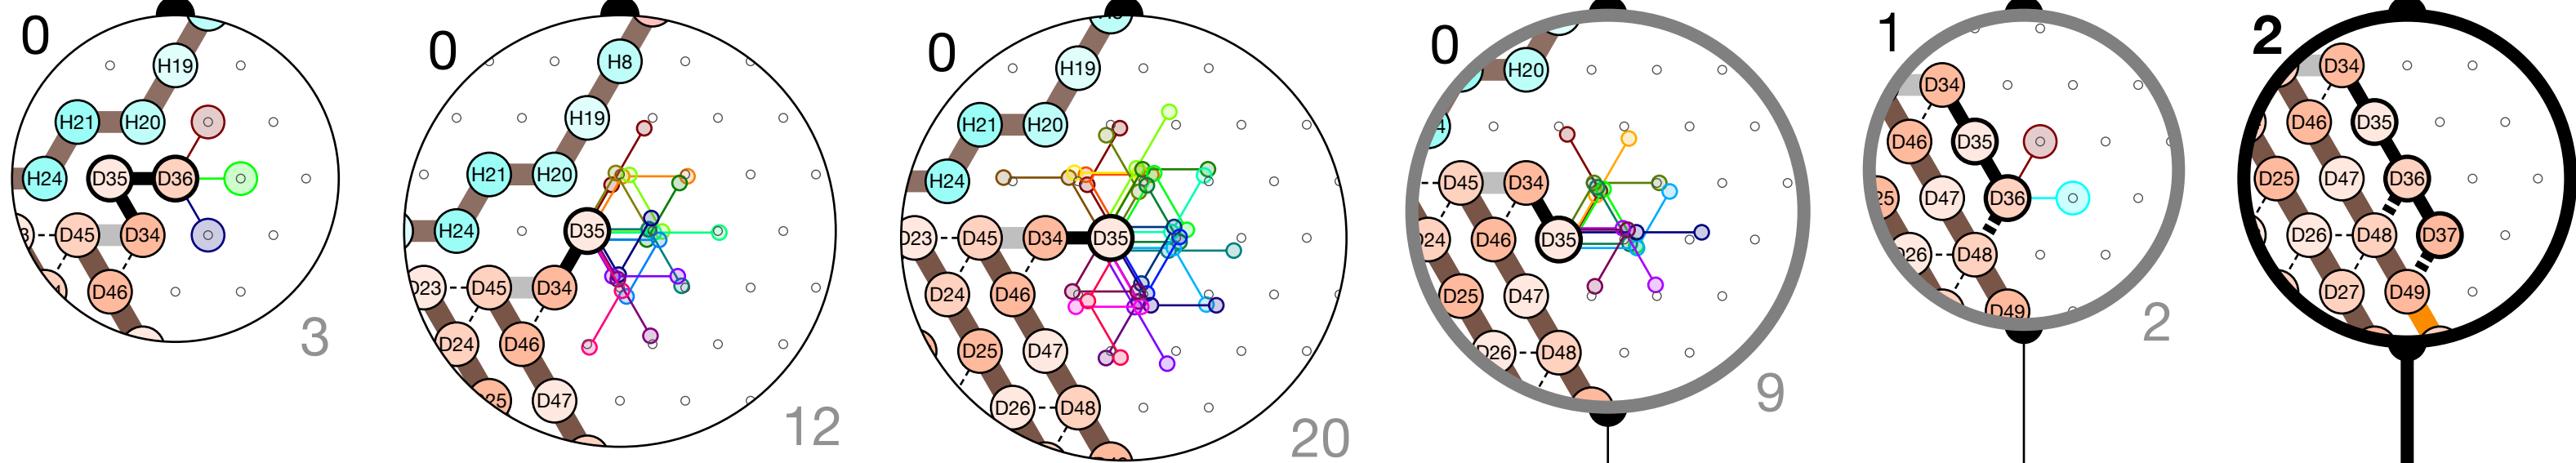 0
H19
H21 H20
H24 D35 D36
D45 D34
D46
3
0
H8
H19
H21 H20
H24 D35
D23 D45 D34
D24 D46
D47
12
0
H19
H21 H20
H24
D23 D45 D34 D35
D24 D46
D25 D47
D26 D48
20
0
H20
D45 D34
D24 D46 D35
D25 D47
D26 D48
9
1
D34
D46 D35
D47 D36
D48
D49
2
2
D34
D46 D35
D25 D47 D36
D26 D48 D37
D27 D49